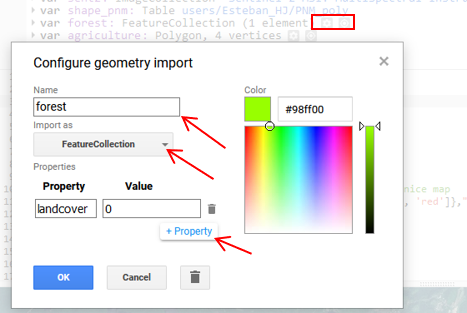 var shape_pnm: Table users/Esteban_HJ/PNM_poly
var forest: FeatureCollection (1 element
var agriculture: Polygon, 4 vertices
Configure geometry import
Name
forest
Import as
FeatureCollection
Properties
Property Value
landcover 0
+ Property
OK Cancel
Color
#98ff00
nice map
, 'red']},"